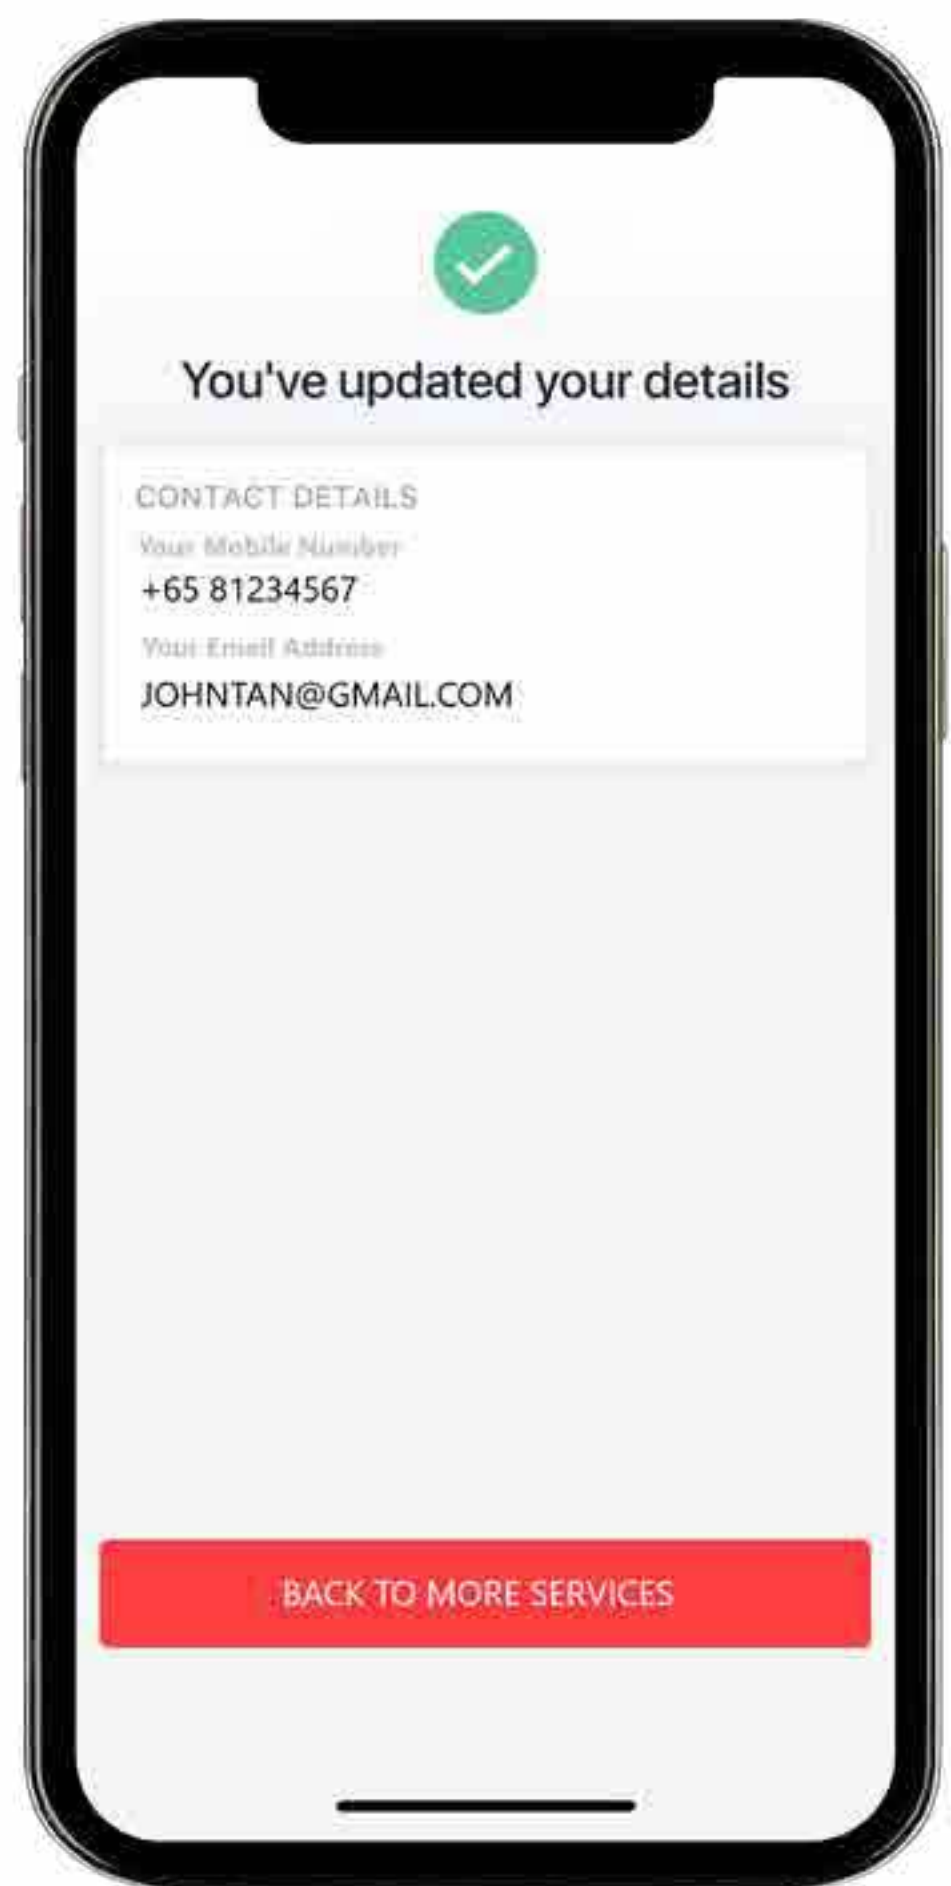 You've updated your details
CONTACT DETAILS
Your Mobile Number
+65 81234567
Your Email Address
JOHNTAN@GMAIL.COM
BACK TO MORE SERVICES